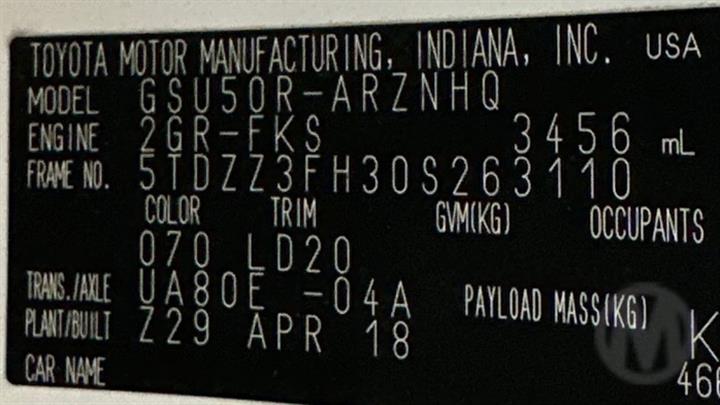 TOYOTA MOTOR MANUFACTURING, INDIANA, INC. USA
MODEL GSU50R-ARZNHQ
ENGINE 2GR-FKS 3456 mL
FRAME NO. 5TDZZ3FH30S263110
COLOR TRIM GVM(KG) OCCUPANTS
070 LD20
TRANS./AXLE UA80E -04A PAYLOAD MASS(KG)
PLANT/BUILT Z29 APR 18 K
CAR NAME 466